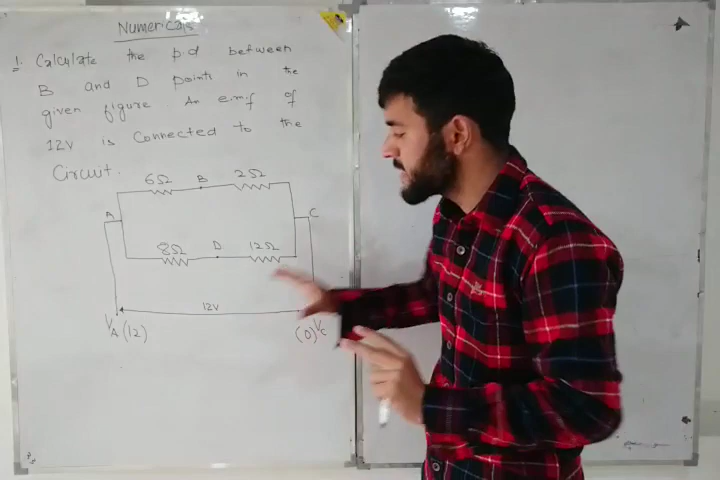 Numericals
1. Calculate the p.d between
B and D points in the
given figure. An e.m.f of
12V is Connected to the
Circuit.
6Ω B 2Ω
A C
8Ω D 12Ω
12V
VA (12) (0) VC